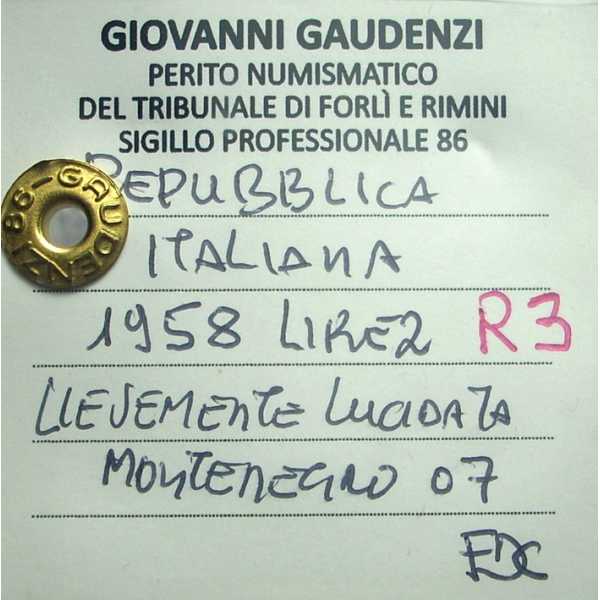 GIOVANNI GAUDENZI
PERITO NUMISMATICO
DEL TRIBUNALE DI FORLÌ E RIMINI
SIGILLO PROFESSIONALE 86
REPUBBLICA
86-GAUDENZI
ITALIANA
1958 LIRE 2 R3
LIEVEMENTE LUCIDATA
MONTENEGRO 07
FDC